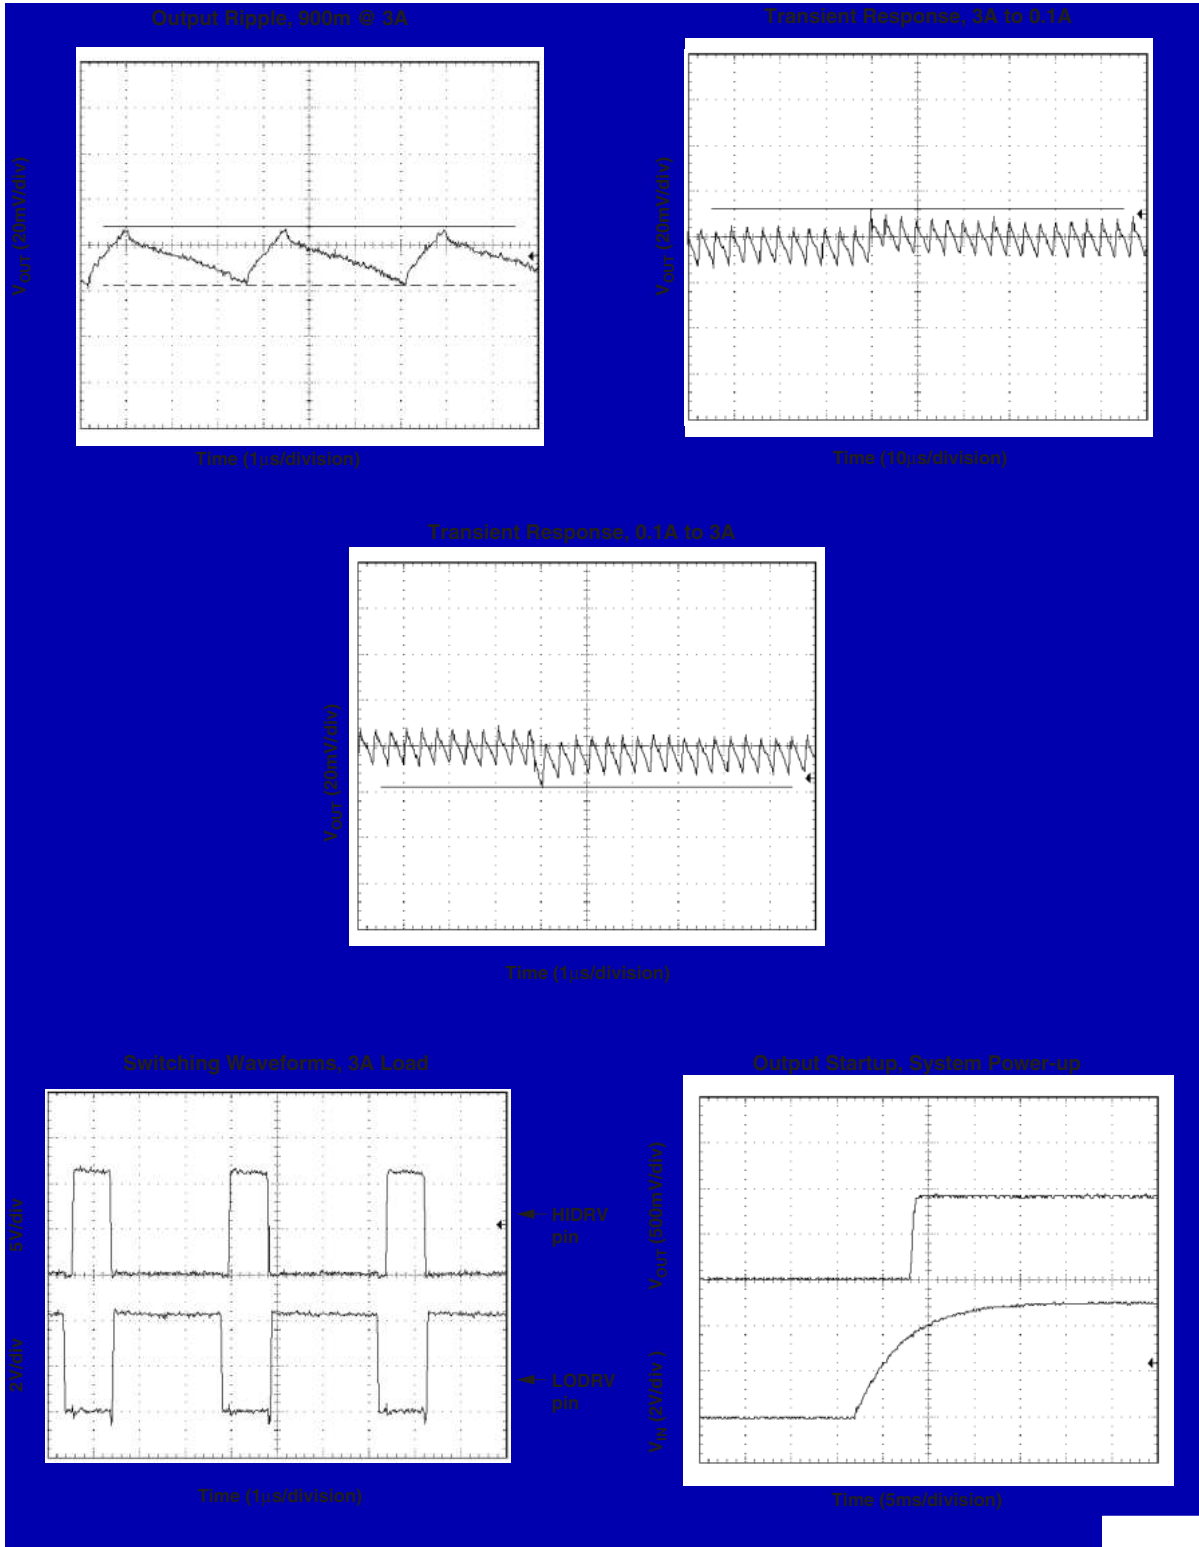 Output Ripple, 900m @ 3A
Transient Response, 3A to 0.1A
VOUT (20mV/div)
VOUT (20mV/div)
Time (1µs/division)
Time (10µs/division)
Transient Response, 0.1A to 3A
VOUT (20mV/div)
Time (1µs/division)
Switching Waveforms, 3A Load
Output Startup, System Power-up
5V/div
2V/div
HIDRV
pin
LODRV
pin
VOUT (500mV/div)
VIN (2V/div )
Time (1µs/division)
Time (5ms/division)